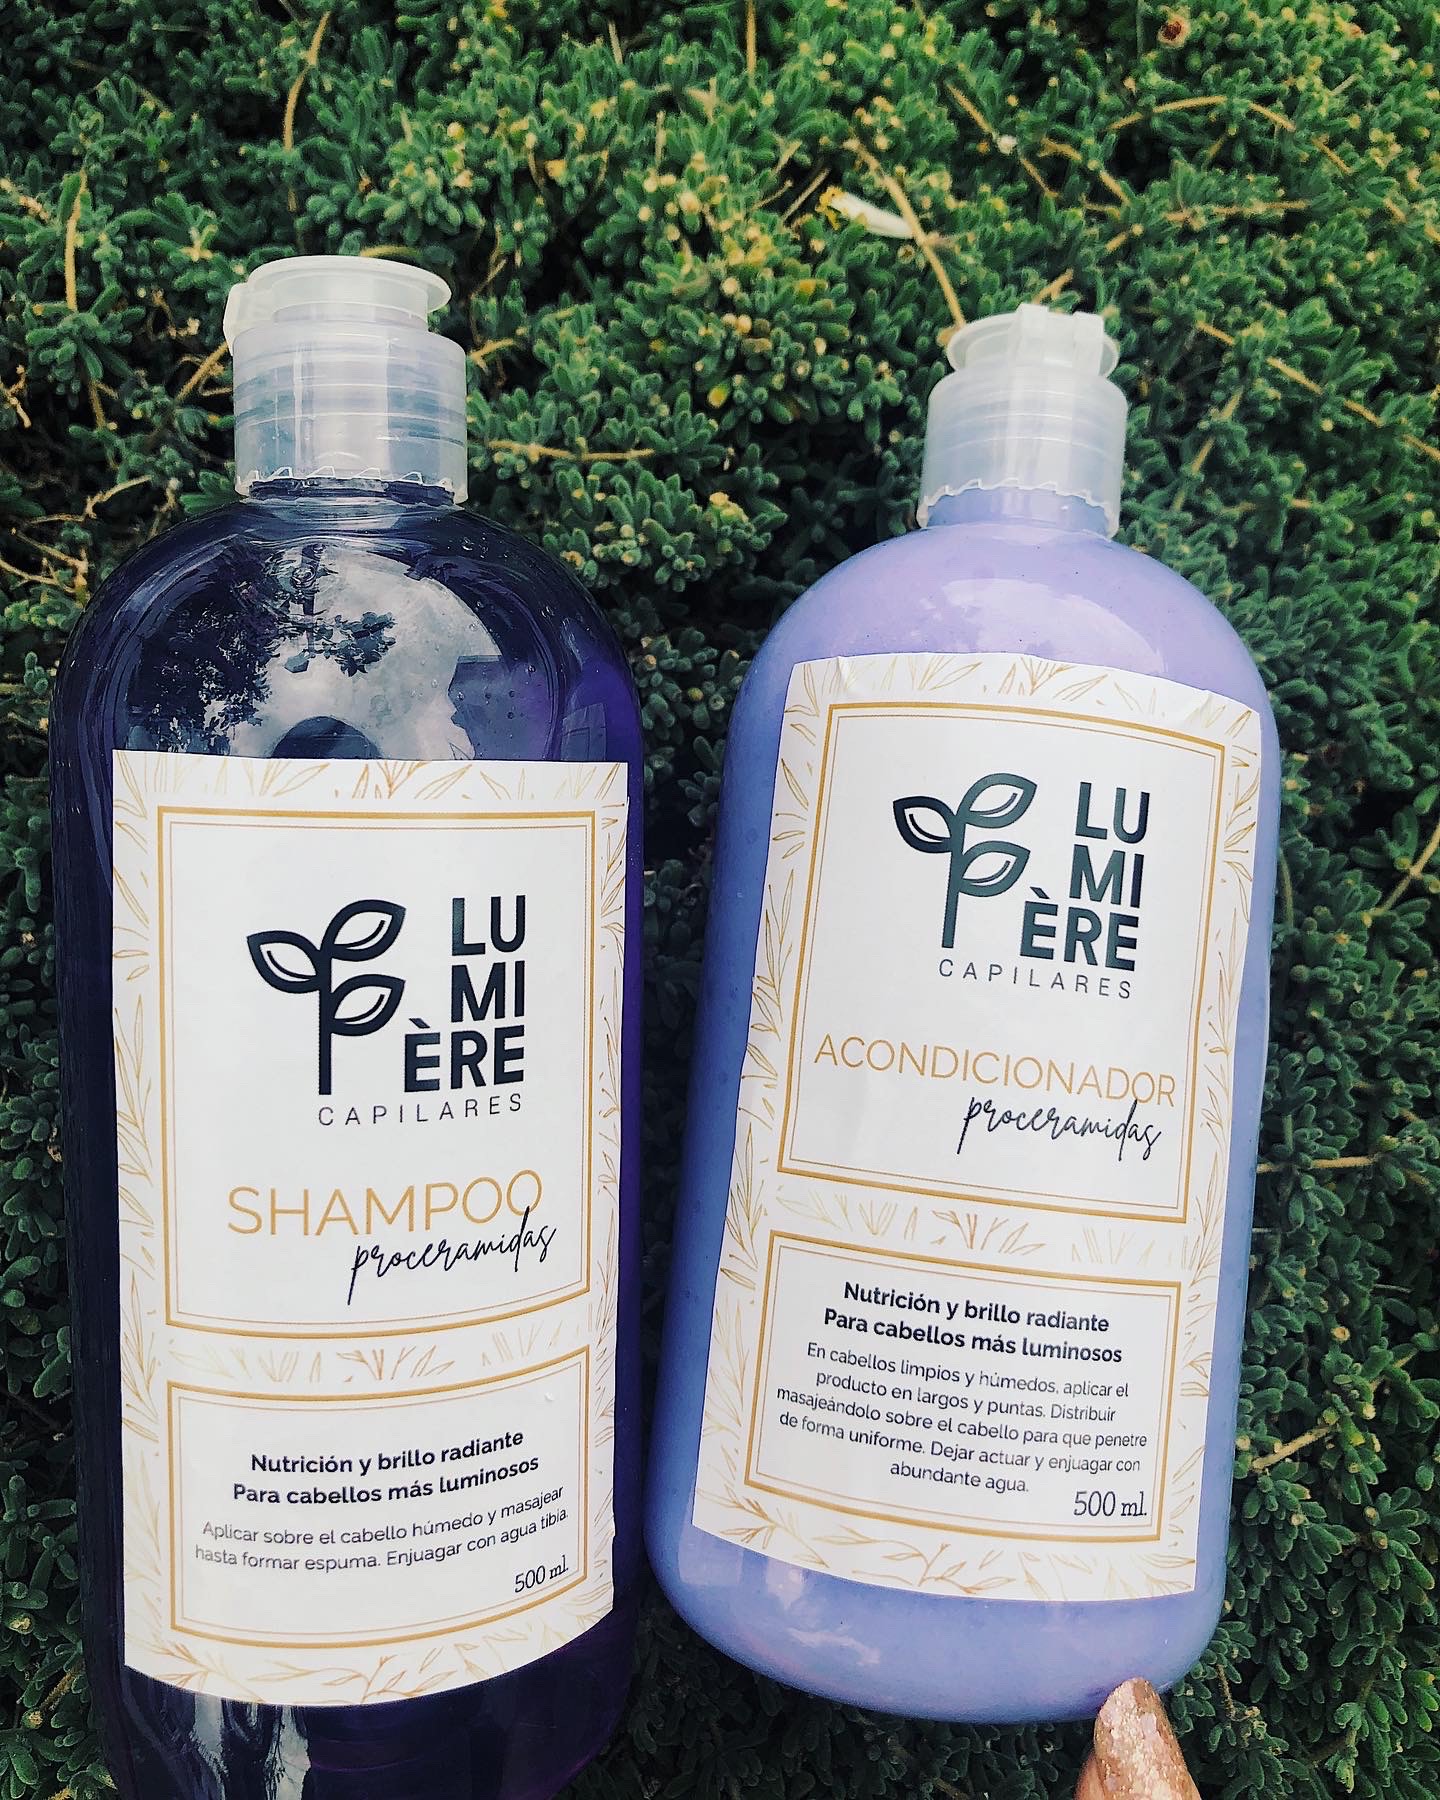 LU
MI
ÈRE
CAPILARES
SHAMPOO
proceramidas
Nutrición y brillo radiante
Para cabellos más luminosos
Aplicar sobre el cabello húmedo y masajear
hasta formar espuma. Enjuagar con agua tibia.
500 ml.
LU
MI
ÈRE
CAPILARES
ACONDICIONADOR
proceramidas
Nutrición y brillo radiante
Para cabellos más luminosos
En cabellos limpios y húmedos, aplicar el
producto en largos y puntas. Distribuir
masajeándolo sobre el cabello para que penetre
de forma uniforme. Dejar actuar y enjuagar con
abundante agua.
500 ml.